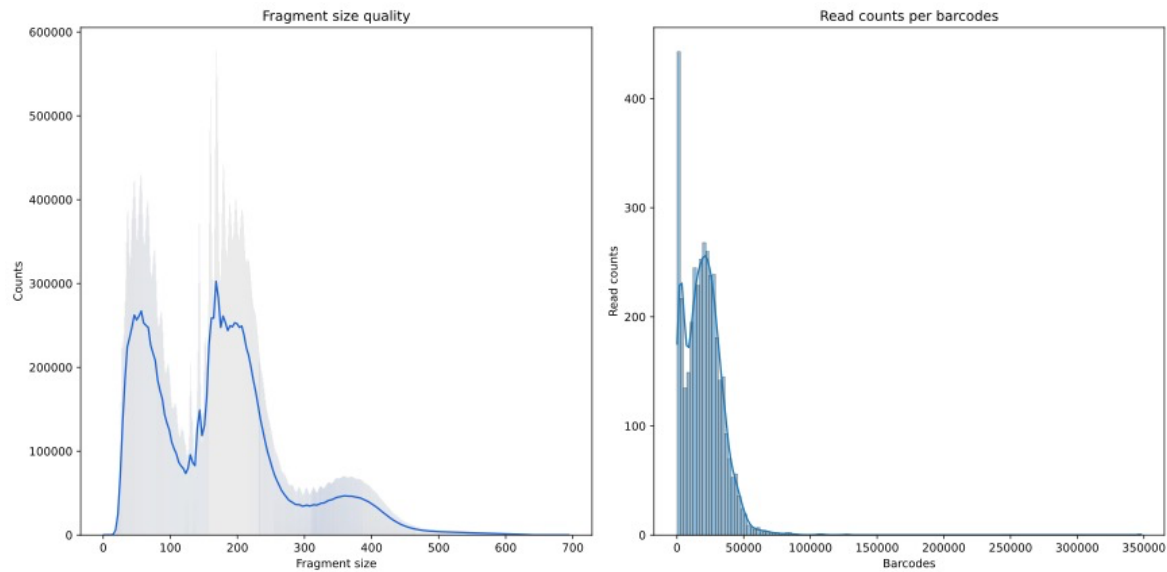 Fragment size quality
600000
500000
400000
300000
200000
100000
0
Counts
0 100 200 300 400 500 600 700
Fragment size
Read counts per barcodes
400
300
200
100
0
Read counts
0 50000 100000 150000 200000 250000 300000 350000
Barcodes